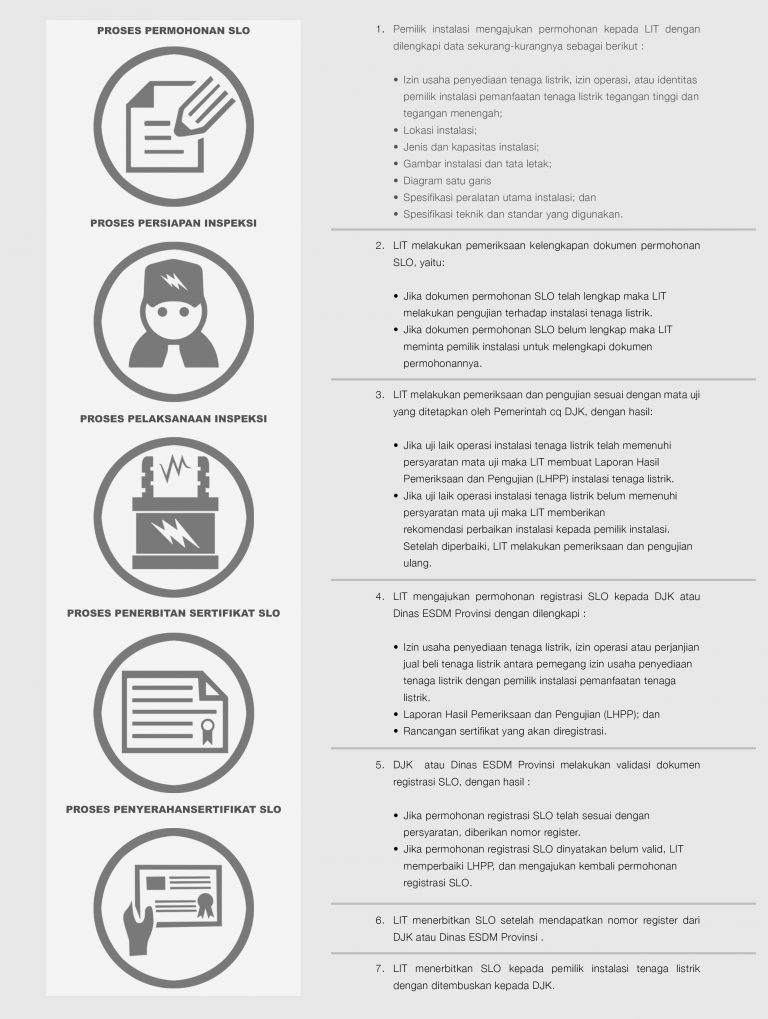 PROSES PERMOHONAN SLO
PROSES PERSIAPAN INSPEKSI
PROSES PELAKSANAAN INSPEKSI
PROSES PENERBITAN SERTIFIKAT SLO
PROSES PENYERAHANSERTIFIKAT SLO
1. Pemilik instalasi mengajukan permohonan kepada LIT dengan
dilengkapi data sekurang-kurangnya sebagai berikut :
• Izin usaha penyediaan tenaga listrik, izin operasi, atau identitas
pemilik instalasi pemanfaatan tenaga listrik tegangan tinggi dan
tegangan menengah;
• Lokasi instalasi;
• Jenis dan kapasitas instalasi;
• Gambar instalasi dan tata letak;
• Diagram satu garis
• Spesifikasi peralatan utama instalasi; dan
• Spesifikasi teknik dan standar yang digunakan.
2. LIT melakukan pemeriksaan kelengkapan dokumen permohonan
SLO, yaitu:
• Jika dokumen permohonan SLO telah lengkap maka LIT
melakukan pengujian terhadap instalasi tenaga listrik.
• Jika dokumen permohonan SLO belum lengkap maka LIT
meminta pemilik instalasi untuk melengkapi dokumen
permohonannya.
3. LIT melakukan pemeriksaan dan pengujian sesuai dengan mata uji
yang ditetapkan oleh Pemerintah cq DJK, dengan hasil:
• Jika uji laik operasi instalasi tenaga listrik telah memenuhi
persyaratan mata uji maka LIT membuat Laporan Hasil
Pemeriksaan dan Pengujian (LHPP) instalasi tenaga listrik.
• Jika uji laik operasi instalasi tenaga listrik belum memenuhi
persyaratan mata uji maka LIT memberikan
rekomendasi perbaikan instalasi kepada pemilik instalasi.
Setelah diperbaiki, LIT melakukan pemeriksaan dan pengujian
ulang.
4. LIT mengajukan permohonan registrasi SLO kepada DJK atau
Dinas ESDM Provinsi dengan dilengkapi :
• Izin usaha penyediaan tenaga listrik, izin operasi atau perjanjian
jual beli tenaga listrik antara pemegang izin usaha penyediaan
tenaga listrik dengan pemilik instalasi pemanfaatan tenaga
listrik.
• Laporan Hasil Pemeriksaan dan Pengujian (LHPP); dan
• Rancangan sertifikat yang akan diregistrasi.
5. DJK atau Dinas ESDM Provinsi melakukan validasi dokumen
registrasi SLO, dengan hasil :
• Jika permohonan registrasi SLO telah sesuai dengan
persyaratan, diberikan nomor register.
• Jika permohonan registrasi SLO dinyatakan belum valid, LIT
memperbaiki LHPP, dan mengajukan kembali permohonan
registrasi SLO.
6. LIT menerbitkan SLO setelah mendapatkan nomor register dari
DJK atau Dinas ESDM Provinsi .
7. LIT menerbitkan SLO kepada pemilik instalasi tenaga listrik
dengan ditembuskan kepada DJK.